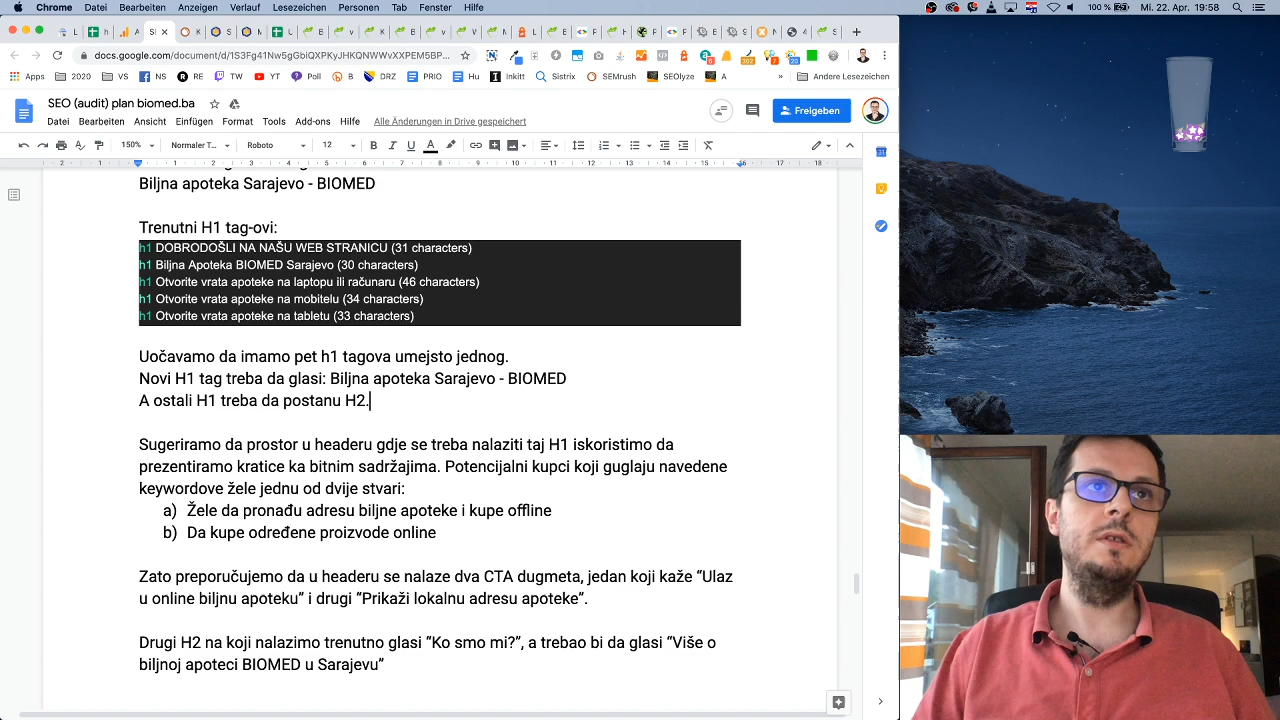 Chrome Datei Bearbeiten Anzeigen Verlauf Lesezeichen Personen Tab Fenster Hilfe
100 % Mi. 22. Apr. 19:58
docs.google.com/document/d/1S3Fg41Nw5gGbIQXPKyJHKQNWWvXXPEM5BP...
Apps 2020 VS NS RE TW YT Poll B DRZ PRIO Hu Inkitt Sistrix SEMrush SEOlyze A » Andere Lesezeichen
SEO (audit) plan biomed.ba
Datei Bearbeiten Ansicht Einfügen Format Tools Add-ons Hilfe Alle Änderungen in Drive gespeichert
Freigeben
150% Normaler T... Roboto 12
Biljna apoteka Sarajevo - BIOMED
Trenutni H1 tag-ovi:
h1 DOBRODOŠLI NA NAŠU WEB STRANICU (31 characters)
h1 Biljna Apoteka BIOMED Sarajevo (30 characters)
h1 Otvorite vrata apoteke na laptopu ili računaru (46 characters)
h1 Otvorite vrata apoteke na mobitelu (34 characters)
h1 Otvorite vrata apoteke na tabletu (33 characters)
Uočavamo da imamo pet h1 tagova umejsto jednog.
Novi H1 tag treba da glasi: Biljna apoteka Sarajevo - BIOMED
A ostali H1 treba da postanu H2.
Sugeriramo da prostor u headeru gdje se treba nalaziti taj H1 iskoristimo da
prezentiramo kratice ka bitnim sadržajima. Potencijalni kupci koji guglaju navedene
keywordove žele jednu od dvije stvari:
a) Žele da pronađu adresu biljne apoteke i kupe offline
b) Da kupe određene proizvode online
Zato preporučujemo da u headeru se nalaze dva CTA dugmeta, jedan koji kaže “Ulaz
u online biljnu apoteku” i drugi “Prikaži lokalnu adresu apoteke”.
Drugi H2 na koji nalazimo trenutno glasi “Ko smo mi?”, a trebao bi da glasi “Više o
biljnoj apoteci BIOMED u Sarajevu”